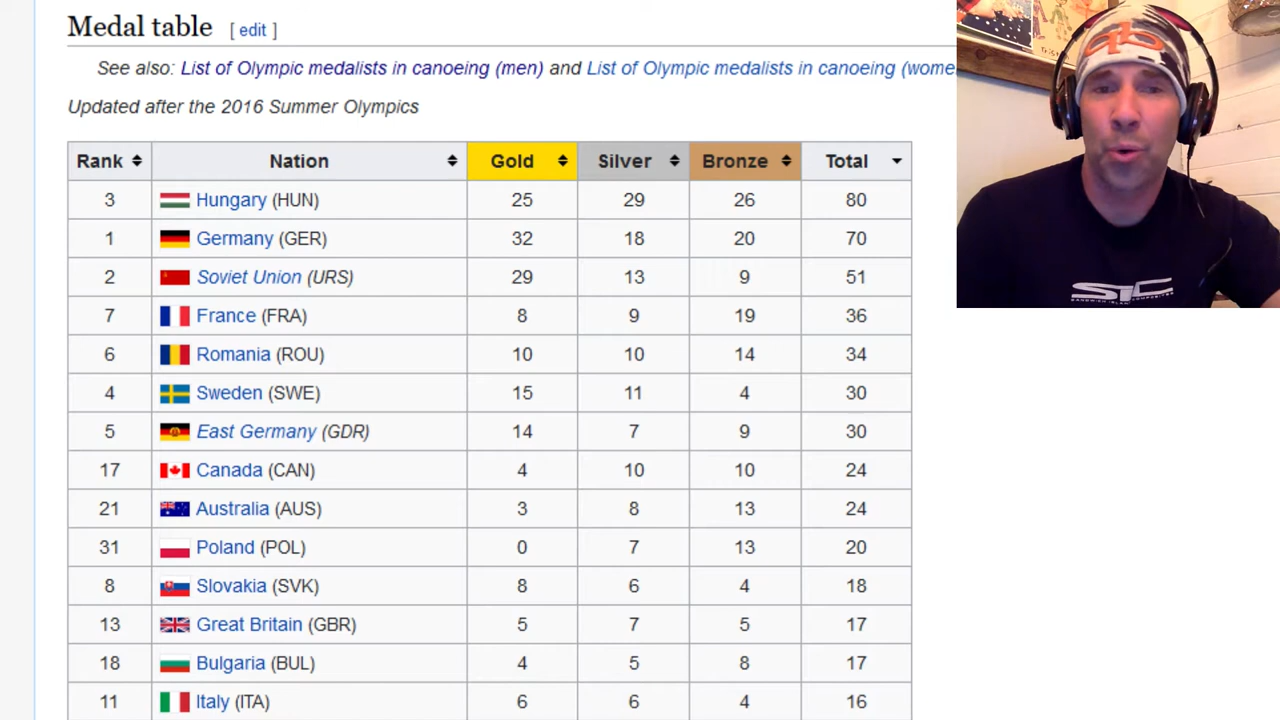 Medal table [ edit ]
See also: List of Olympic medalists in canoeing (men) and List of Olympic medalists in canoeing (wome
Updated after the 2016 Summer Olympics
Rank Nation Gold Silver Bronze Total
3 Hungary (HUN) 25 29 26 80
1 Germany (GER) 32 18 20 70
2 Soviet Union (URS) 29 13 9 51
7 France (FRA) 8 9 19 36
6 Romania (ROU) 10 10 14 34
4 Sweden (SWE) 15 11 4 30
5 East Germany (GDR) 14 7 9 30
17 Canada (CAN) 4 10 10 24
21 Australia (AUS) 3 8 13 24
31 Poland (POL) 0 7 13 20
8 Slovakia (SVK) 8 6 4 18
13 Great Britain (GBR) 5 7 5 17
18 Bulgaria (BUL) 4 5 8 17
11 Italy (ITA) 6 6 4 16
SIC
SANDWICH ISLAND COMPOSITES